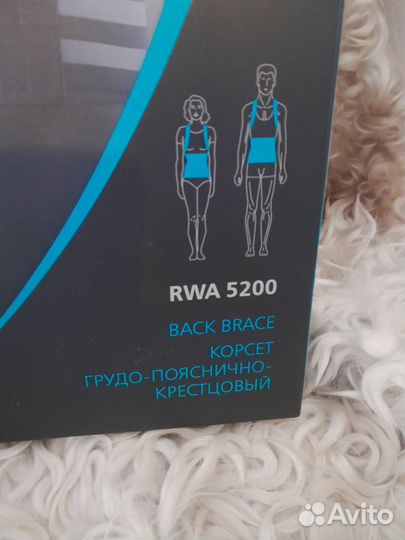 RWA 5200
BACK BRACE
КОРСЕТ
ГРУДО-ПОЯСНИЧНО-
КРЕСТЦОВЫЙ
Avito